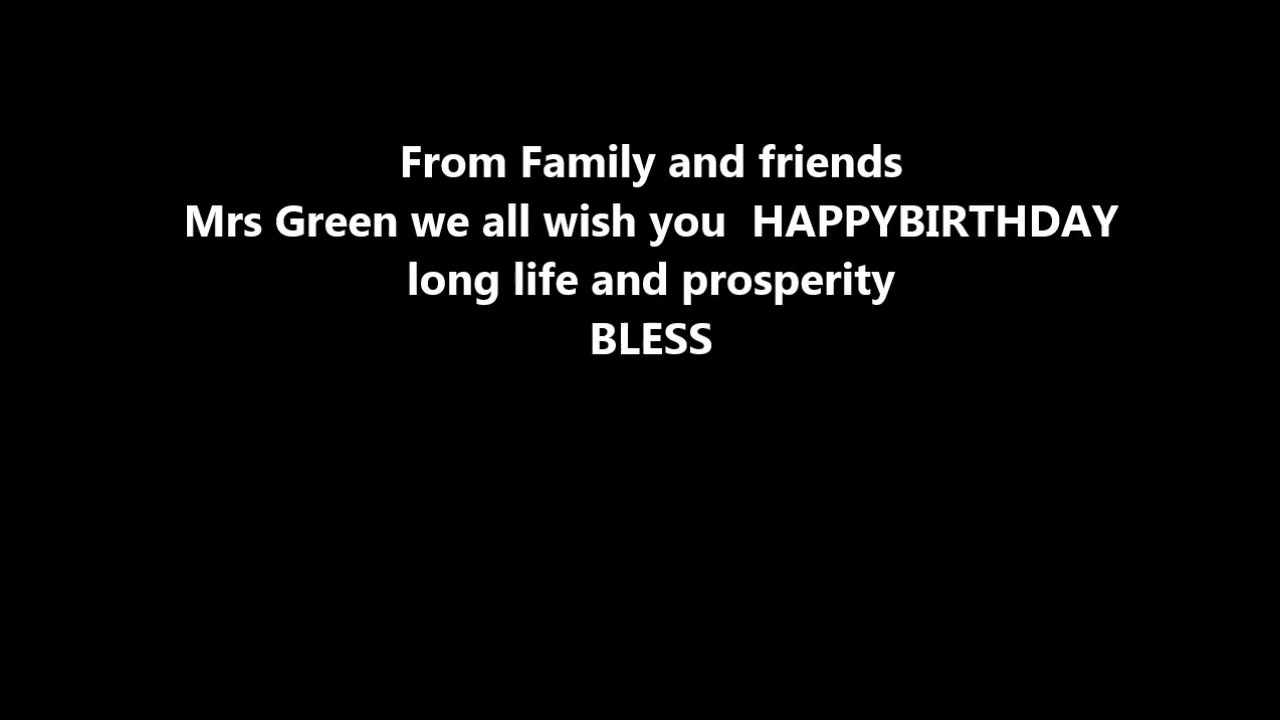 From Family and friends
Mrs Green we all wish you  HAPPYBIRTHDAY
long life and prosperity
BLESS